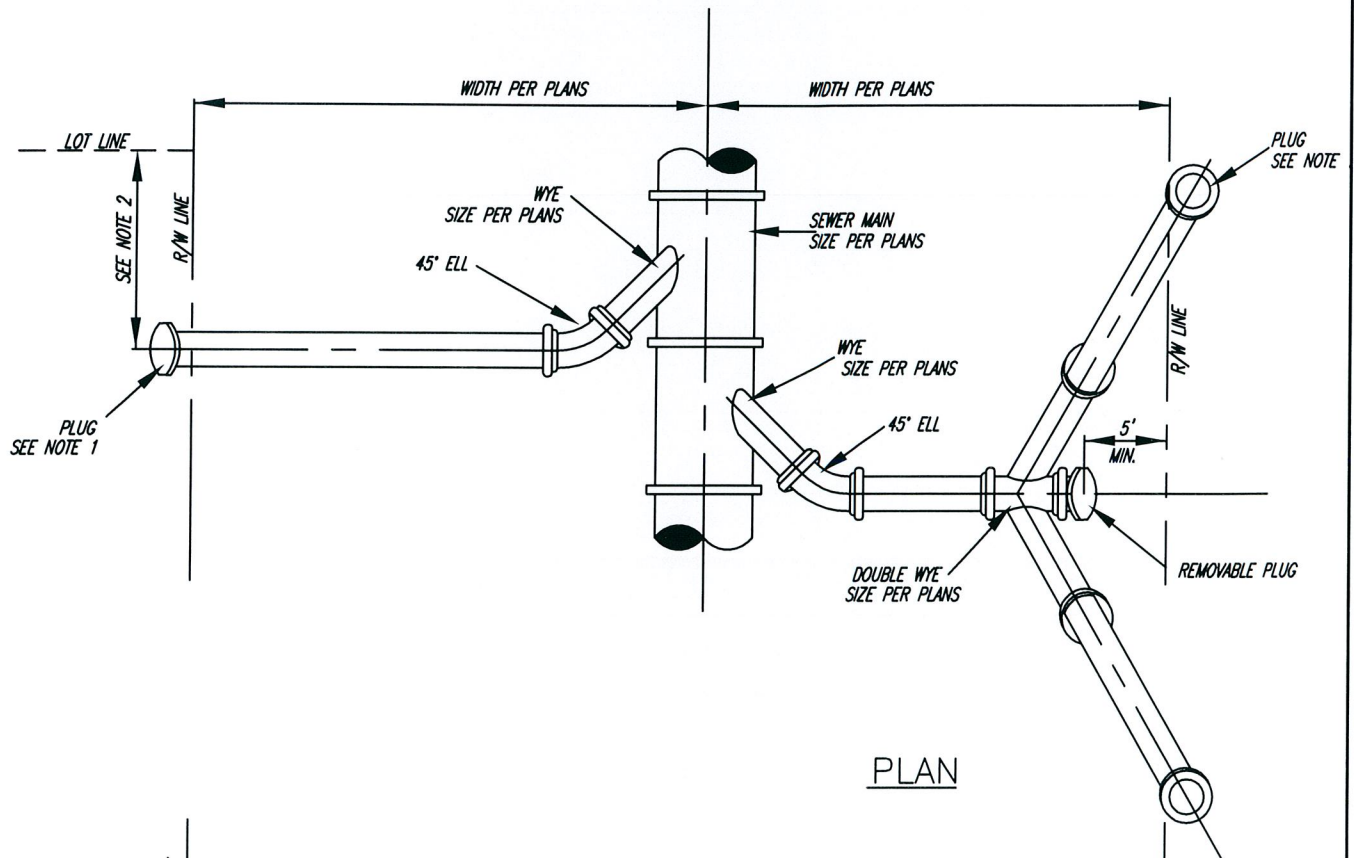 WIDTH PER PLANS
WIDTH PER PLANS
LOT LINE
SEE NOTE 2
R/W LINE
PLUG
SEE NOTE
WYE
SIZE PER PLANS
SEWER MAIN
SIZE PER PLANS
45° ELL
R/W LINE
WYE
SIZE PER PLANS
PLUG
SEE NOTE 1
45° ELL
5'
MIN.
DOUBLE WYE
SIZE PER PLANS
REMOVABLE PLUG
PLAN